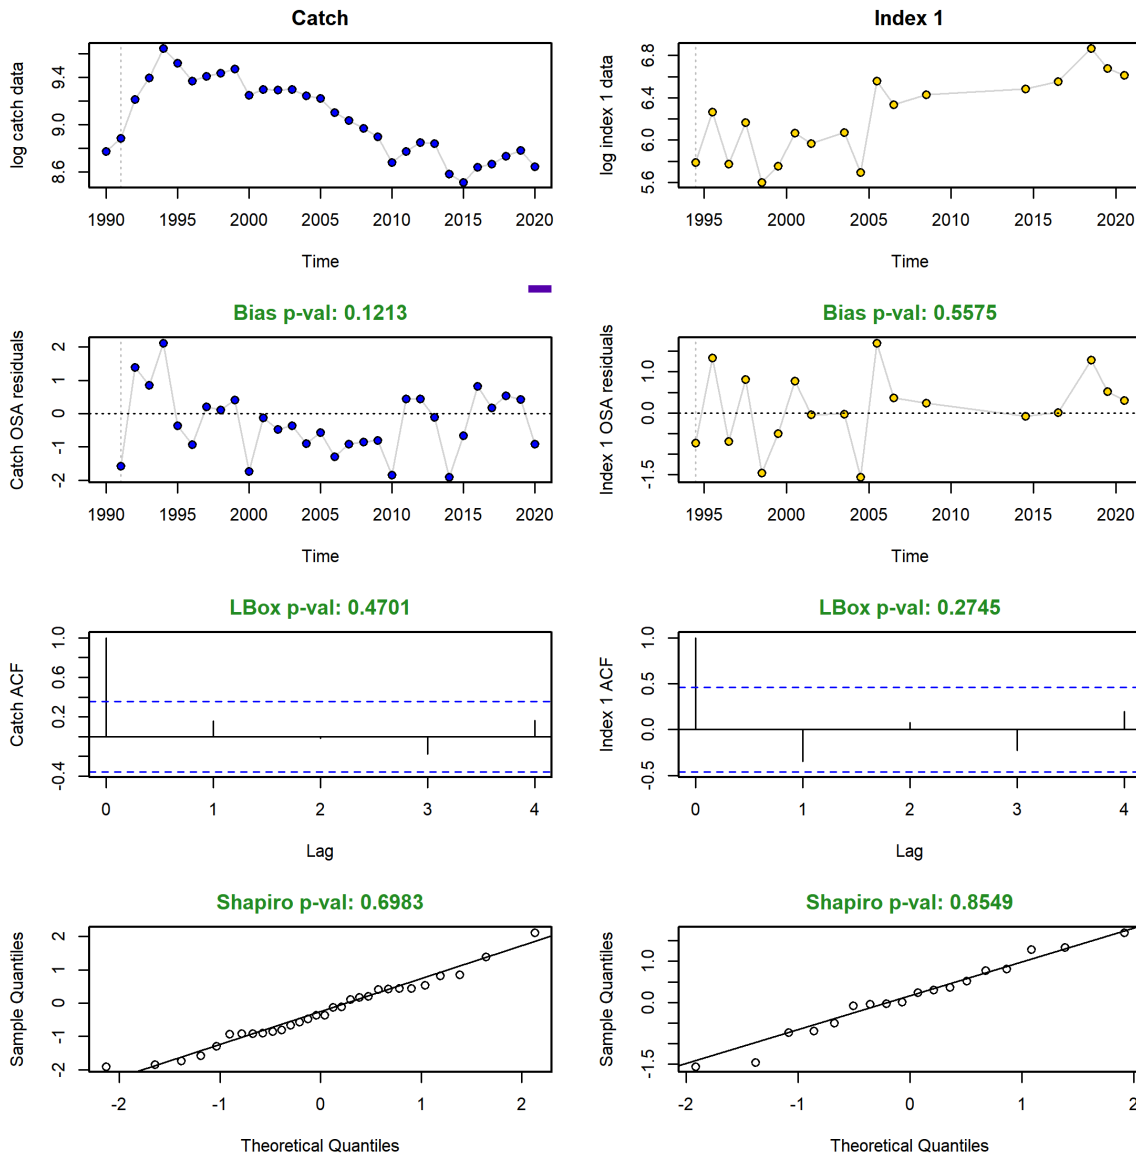 Catch
log catch data
8.6 9.0 9.4
1990 1995 2000 2005 2010 2015 2020
Time
Index 1
log index 1 data
5.6 6.0 6.4 6.8
1995 2000 2005 2010 2015 2020
Time
Bias p-val: 0.1213
Catch OSA residuals
-2 -1 0 1 2
1990 1995 2000 2005 2010 2015 2020
Time
Bias p-val: 0.5575
Index 1 OSA residuals
-1.5 0.0 1.0
1995 2000 2005 2010 2015 2020
Time
LBox p-val: 0.4701
Catch ACF
-0.4 0.2 0.6 1.0
0 1 2 3 4
Lag
LBox p-val: 0.2745
Index 1 ACF
-0.5 0.0 0.5 1.0
0 1 2 3 4
Lag
Shapiro p-val: 0.6983
Sample Quantiles
-2 -1 0 1 2
-2 -1 0 1 2
Theoretical Quantiles
Shapiro p-val: 0.8549
Sample Quantiles
-1.5 0.0 1.0
-2 -1 0 1 2
Theoretical Quantiles